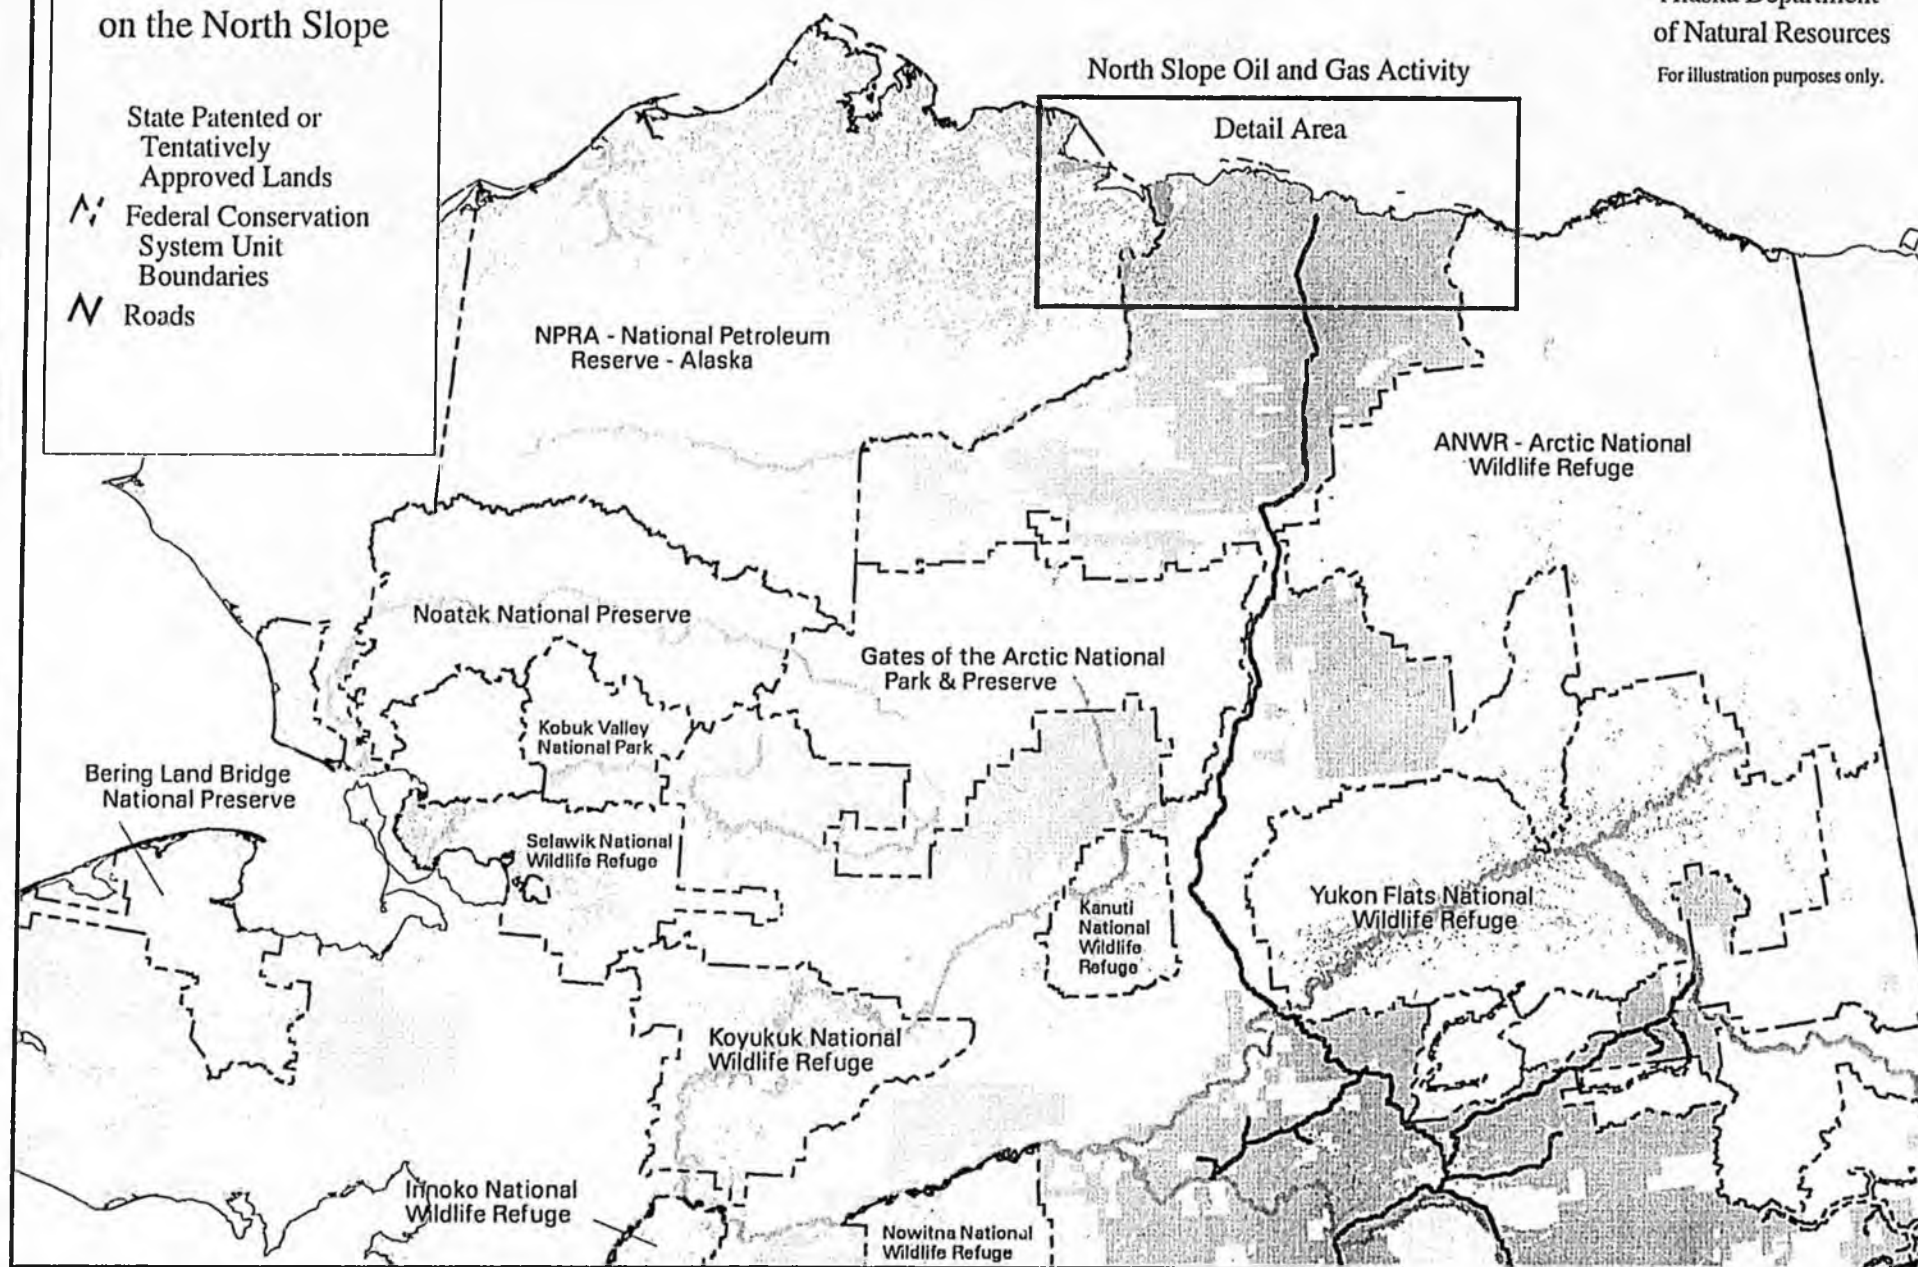 on the North Slope
State Patented or
Tentatively
Approved Lands
Federal Conservation
System Unit
Boundaries
Roads
Department
of Natural Resources
For illustration purposes only.
North Slope Oil and Gas Activity
Detail Area
NPRA - National Petroleum
Reserve - Alaska
ANWR - Arctic National
Wildlife Refuge
Noatak National Preserve
Gates of the Arctic National
Park & Preserve
Kobuk Valley
National Park
Bering Land Bridge
National Preserve
Selawik National
Wildlife Refuge
Kanuti
National
Wildlife
Refuge
Yukon Flats National
Wildlife Refuge
Koyukuk National
Wildlife Refuge
Innoko National
Wildlife Refuge
Nowitna National
Wildlife Refuge